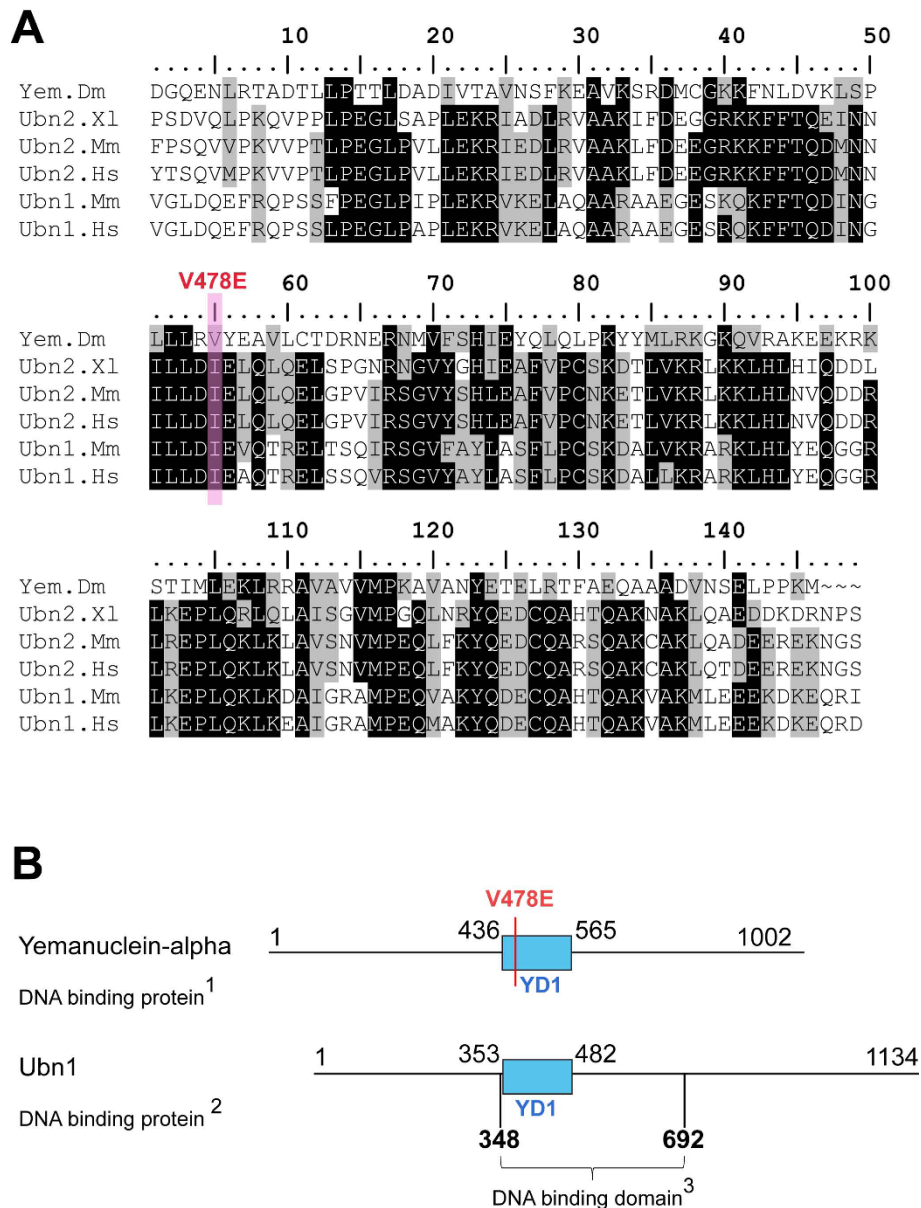 A
10 20 30 40 50
Yem.Dm DGQENLRTADTLLPTTLDADIVTAVNSFKEAVKSRDMCGKKFNLDVKLSP
Ubn2.Xl PSDVQLPKQVPPLPEGLSAPLEKRIADLRVAAKIFDEGGRKKFFTQEINN
Ubn2.Mm FPSQVVPKVVPTLPEGLPVLLEKRIEDLRVAAKLFDEEGRKKFFTQDMNN
Ubn2.Hs YTSQVMPKVVPTLPEGLPAPLEKRIEDLRVAAKLFDEEGRKKFFTQDMNN
Ubn1.Mm VGLDQEFRQPSSFPEGLPIPLEKRVKELAQAARAAEGESKQKFFTQDING
Ubn1.Hs VGLDQEFRQPSSLPEGLPAPLEKRVKELAQAARAAEGESRQKFFTQDING
V478E
60 70 80 90 100
Yem.Dm LLLRVYEAVLCTDRNERNMVFSHIEYQLQLPKYYMLRKGKQVRAKEEKRK
Ubn2.Xl ILLDIELQLQELSPGNRNGVYGHIEAFVPCSKDTLVKRLKKLHLHIQDDL
Ubn2.Mm ILLDIELQLQELGPVIRSGVYSHLEAFVPCNKETLVKRLKKLHLNVQDDR
Ubn2.Hs ILLDIELQLQELGPVIRSGVYSHLEAFVPCNKETLVKRLKKLHLNVQDDR
Ubn1.Mm ILLDIEVQTRELTSQIRSGVFAYLASFLPCSKDALVKRARKLHLYEQGGR
Ubn1.Hs ILLDIEAQTRELSSQVRSGVYAYLASFLPCSKDALLKRARKLHLYEQGGR
110 120 130 140
Yem.Dm STIMLEKLRRAVAVVMPKAVANYETELRTFAEQAAADVNSELPPKM~~~
Ubn2.Xl LKEPLQRLQLAISGVMPGQLNRYQEDCQAHTQAKNAKLQAEDDKDRNPS
Ubn2.Mm LREPLQKLKLAVSNVMPEQLFKYQEDCQARSQAKCAKLQAEDEEREKNGS
Ubn2.Hs LREPLQKLKLAVSNVMPEQLFKYQEDCQARSQAKCAKLQTDEEREKNGS
Ubn1.Mm LKEPLQKLKDAIGRAMPEQVAKYQDECQAHTQAKVAKMLEEEKDKEQRI
Ubn1.Hs LKEPLQKLKEAIGRAMPEQMAKYQDECQAHTQAKVAKMLEEEKDKEQRD
B
V478E
Yemanuclein-alpha 1 436 565 1002
DNA binding protein1 YD1
Ubn1 1 353 482 1134
DNA binding protein 2 YD1
348 692
DNA binding domain3